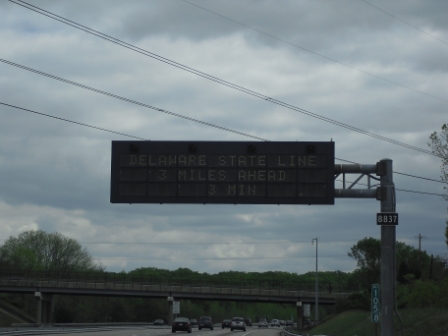 DELAWARE STATE LINE
3 MILES AHEAD
3 MIN
8837